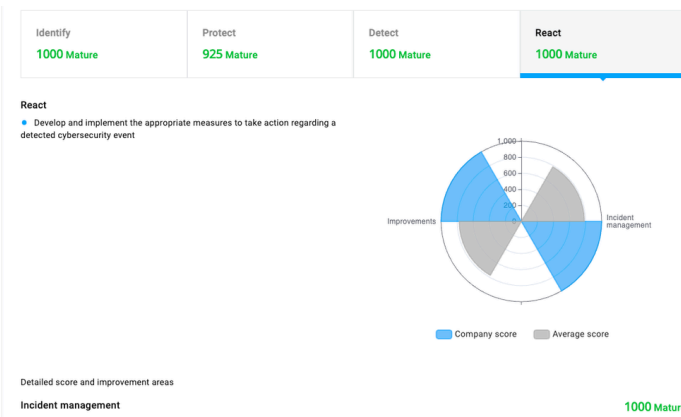 Identify
1000 Mature
Protect
925 Mature
Detect
1000 Mature
React
1000 Mature
React
Develop and implement the appropriate measures to take action regarding a
detected cybersecurity event
1,000
800
600
400
200
0
Improvements
Incident
management
Company score
Average score
Detailed score and improvement areas
Incident management
1000 Matur